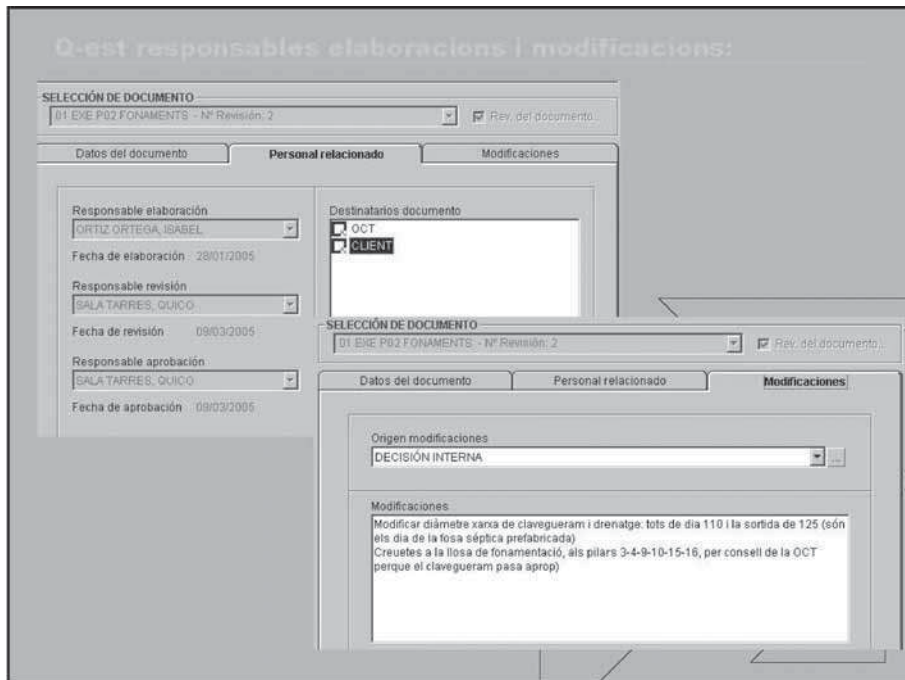 Q-est responsables elaboracions i modificacions:
SELECCIÓN DE DOCUMENTO
01 EXE P02 FONAMENTS - Nº Revisión: 2
Rev. del documento...
Datos del documento
Personal relacionado
Modificaciones
Responsable elaboración
ORTIZ ORTEGA, ISABEL
Fecha de elaboración 28/01/2005
Responsable revisión
SALA TARRES, QUICO
Fecha de revisión 09/03/2005
Responsable aprobación
SALA TARRES, QUICO
Fecha de aprobación 09/03/2005
Destinatarios documento
OCT
CLIENT
SELECCIÓN DE DOCUMENTO
01 EXE P02 FONAMENTS - Nº Revisión: 2
Rev. del documento...
Datos del documento
Personal relacionado
Modificaciones
Origen modificaciones
DECISIÓN INTERNA
...
Modificaciones
Modificar diàmetre xarxa de clavegueram i drenatge: tots de dia 110 i la sortida de 125 (són
els dia de la fosa séptica prefabricada)
Creuetes a la llosa de fonamentació, als pilars 3-4-9-10-15-16, per consell de la OCT
perque el clavegueram pasa aprop)